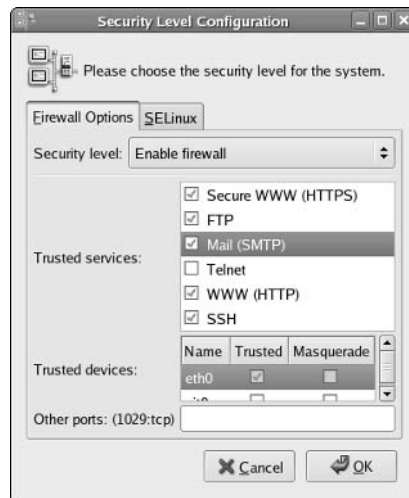 Security Level Configuration
Please choose the security level for the system.
Firewall Options SELinux
Security level: Enable firewall
Trusted services:
Secure WWW (HTTPS)
FTP
Mail (SMTP)
Telnet
WWW (HTTP)
SSH
Trusted devices:
Name Trusted Masquerade
eth0
Other ports: (1029:tcp)
Cancel OK